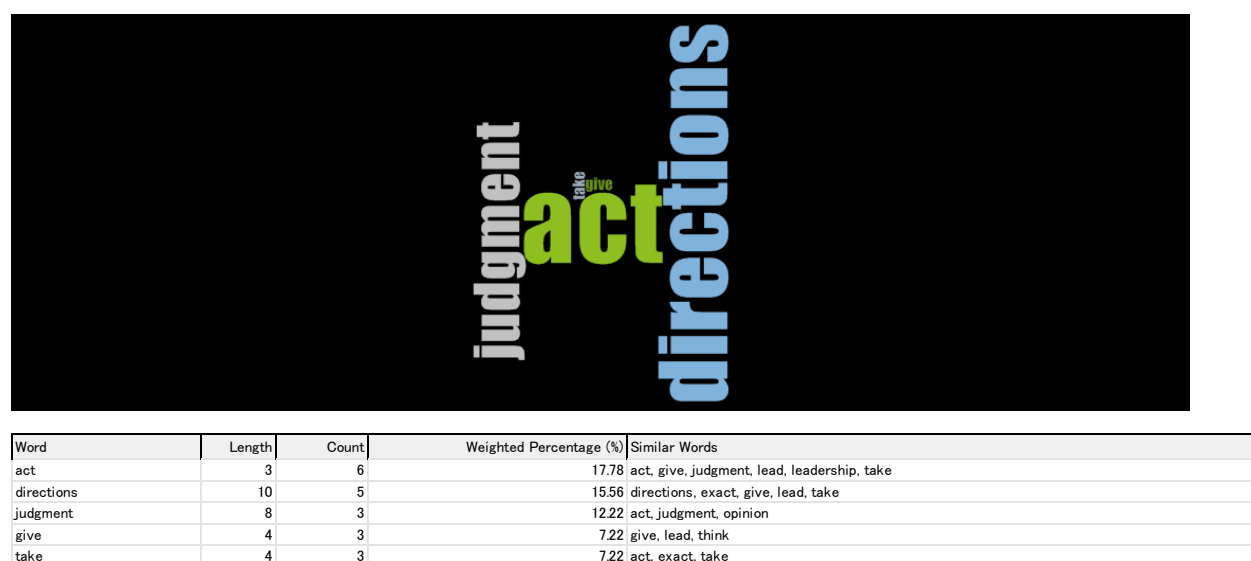 judgment
take
give
act
directions
Word Length Count Weighted Percentage (%) Similar Words
act 3 6 17.78 act, give, judgment, lead, leadership, take
directions 10 5 15.56 directions, exact, give, lead, take
judgment 8 3 12.22 act, judgment, opinion
give 4 3 7.22 give, lead, think
take 4 3 7.22 act, exact, take